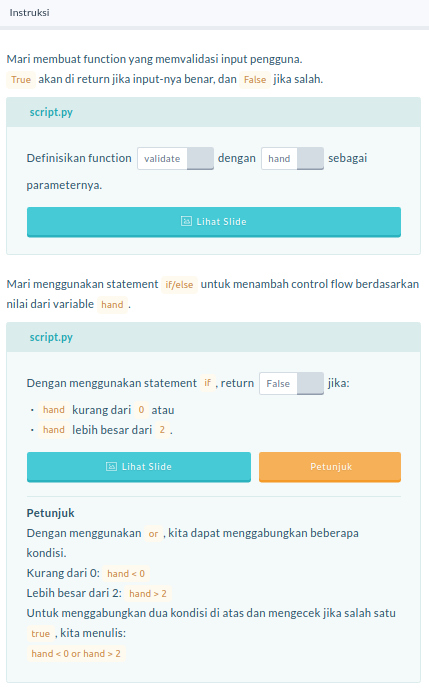 Instruksi
Mari membuat function yang memvalidasi input pengguna.
True akan di return jika input-nya benar, dan False jika salah.
script.py
Definisikan function validate dengan hand sebagai
parameternya.
Lihat Slide
Mari menggunakan statement if/else untuk menambah control flow berdasarkan
nilai dari variable hand .
script.py
Dengan menggunakan statement if , return False jika:
• hand kurang dari 0 atau
• hand lebih besar dari 2 .
Lihat Slide Petunjuk
Petunjuk
Dengan menggunakan or , kita dapat menggabungkan beberapa
kondisi.
Kurang dari 0: hand < 0
Lebih besar dari 2: hand > 2
Untuk menggabungkan dua kondisi di atas dan mengecek jika salah satu
true , kita menulis:
hand < 0 or hand > 2